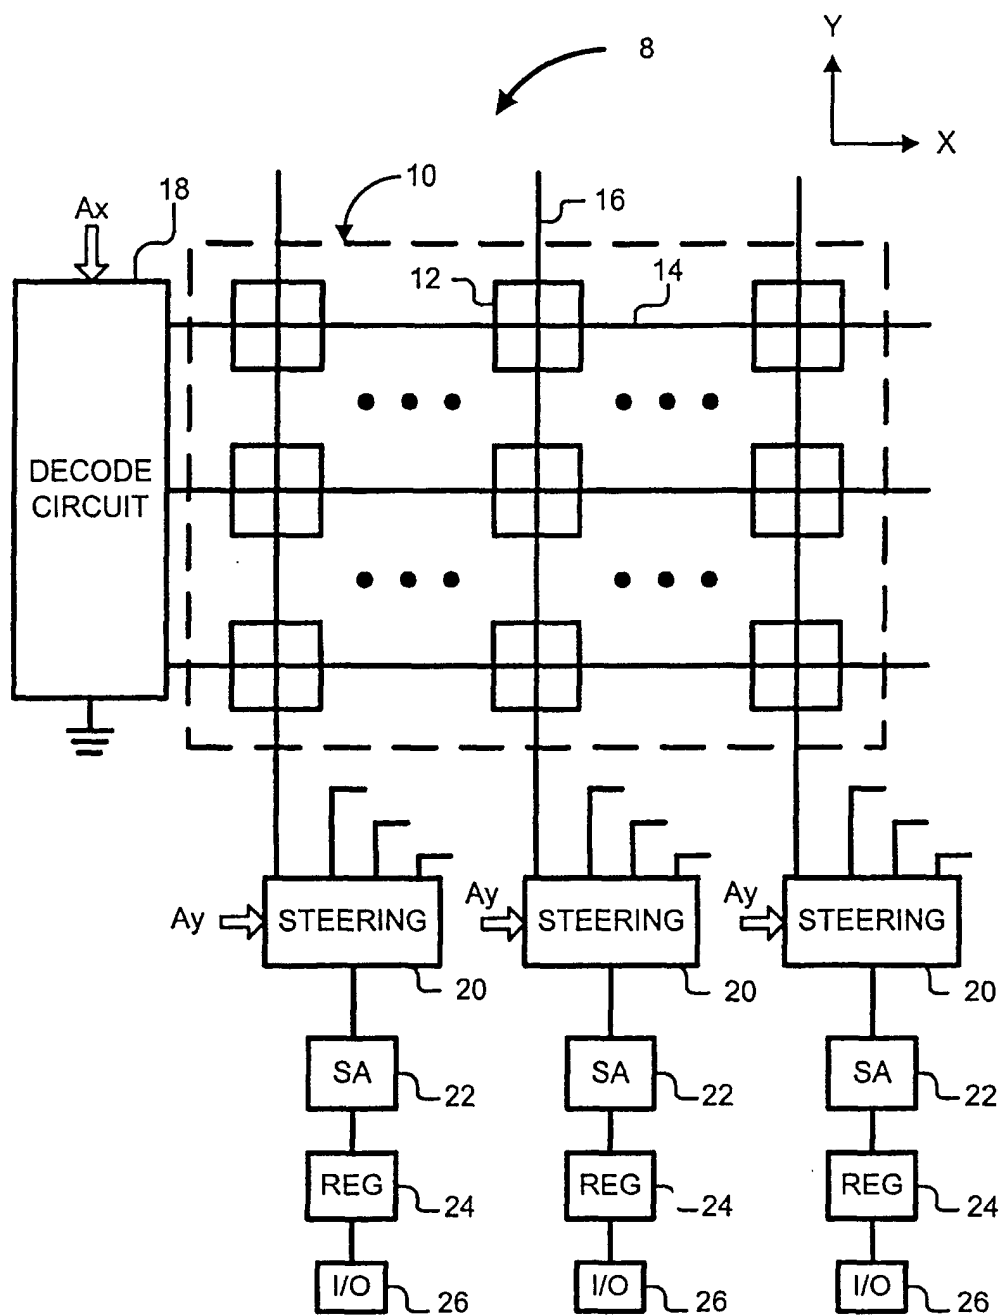 8
Y
X
10
18
Ax
16
12
14
DECODE
CIRCUIT
Ay STEERING
Ay STEERING
Ay STEERING
20
20
20
SA
22
SA
22
SA
22
REG
24
REG
24
REG
24
I/O
26
I/O
26
I/O
26